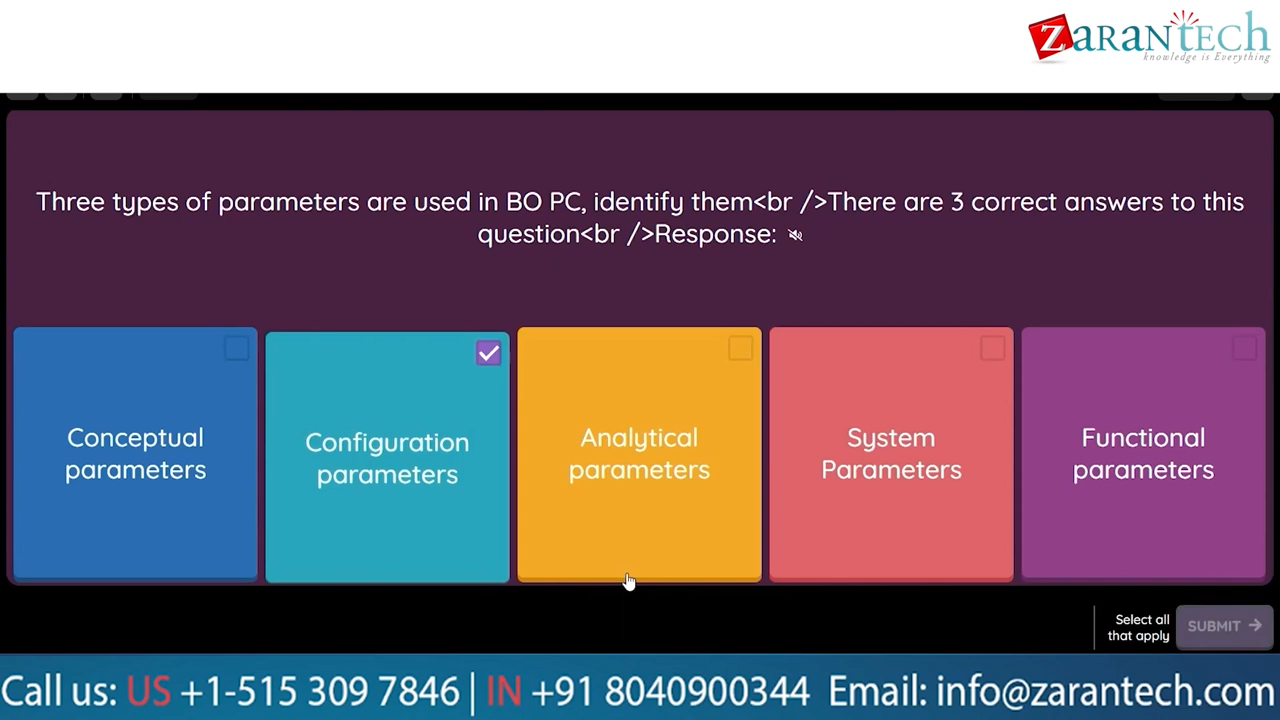 ZARANTECH
knowledge is Everything
Three types of parameters are used in BO PC, identify them<br />There are 3 correct answers to this
question<br />Response:
Conceptual
parameters
Configuration
parameters
Analytical
parameters
System
Parameters
Functional
parameters
Select all
that apply
SUBMIT
Call us: US +1-515 309 7846 | IN +91 8040900344 Email: info@zarantech.com